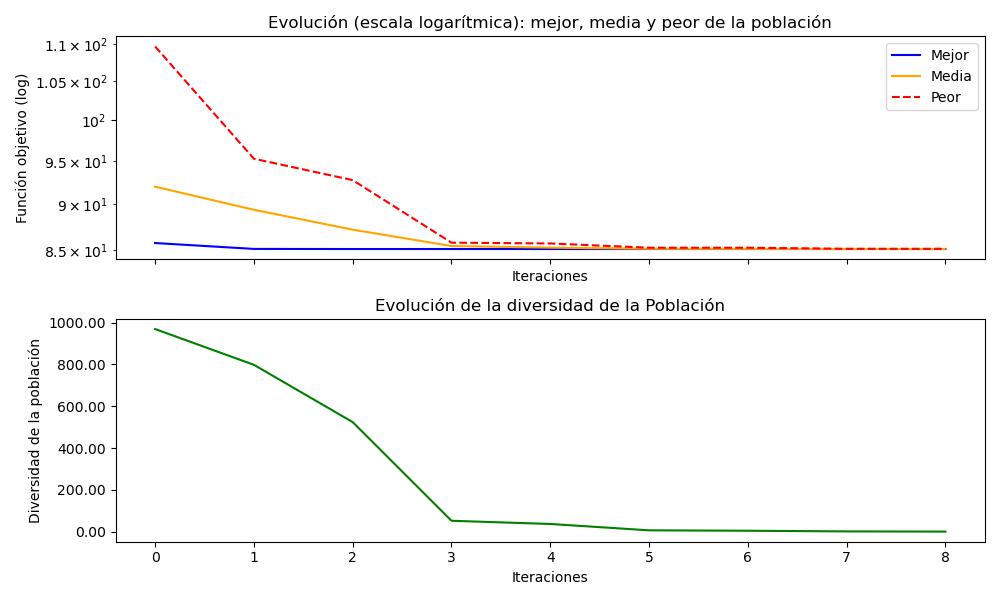 Evolución (escala logarítmica): mejor, media y peor de la población
Función objetivo (log)
1.1 × 10²
1.05 × 10²
10²
9.5 × 10¹
9 × 10¹
8.5 × 10¹
Mejor
Media
Peor
Iteraciones
Evolución de la diversidad de la Población
Diversidad de la población
1000.00
800.00
600.00
400.00
200.00
0.00
0 1 2 3 4 5 6 7 8
Iteraciones